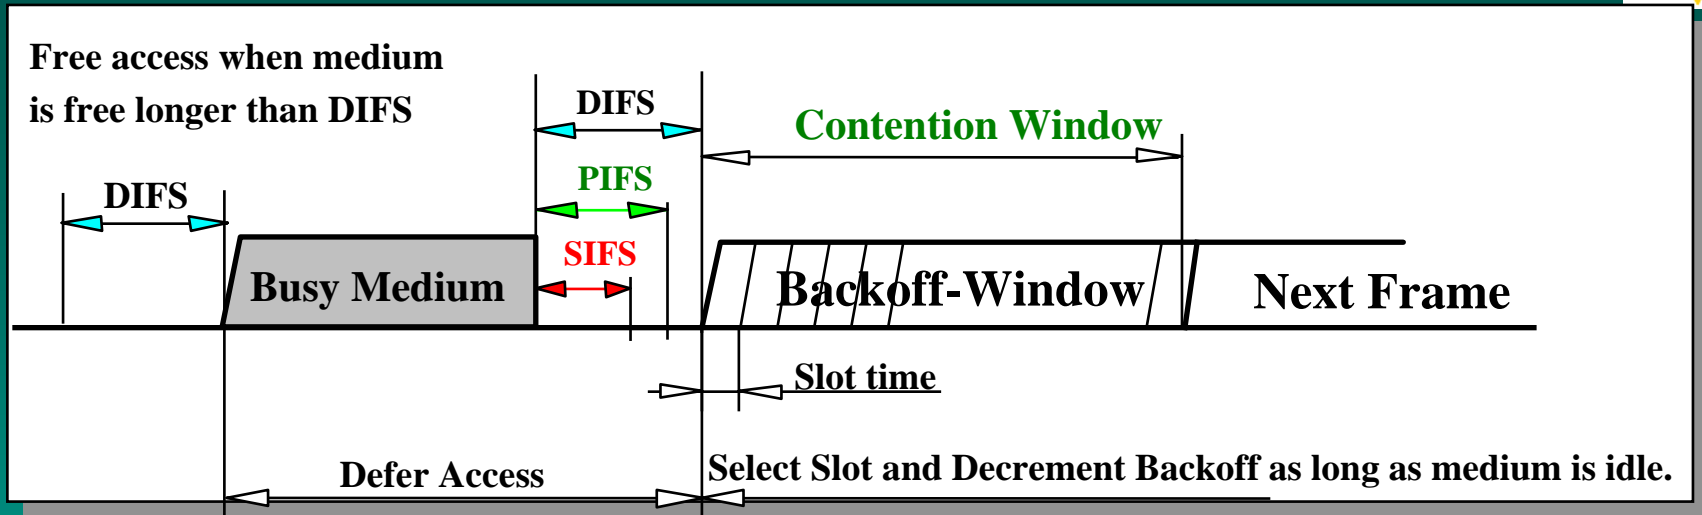 Free access when medium
is free longer than DIFS
DIFS
DIFS
PIFS
SIFS
Contention Window
Busy Medium
Backoff-Window
Next Frame
Slot time
Defer Access
Select Slot and Decrement Backoff as long as medium is idle.